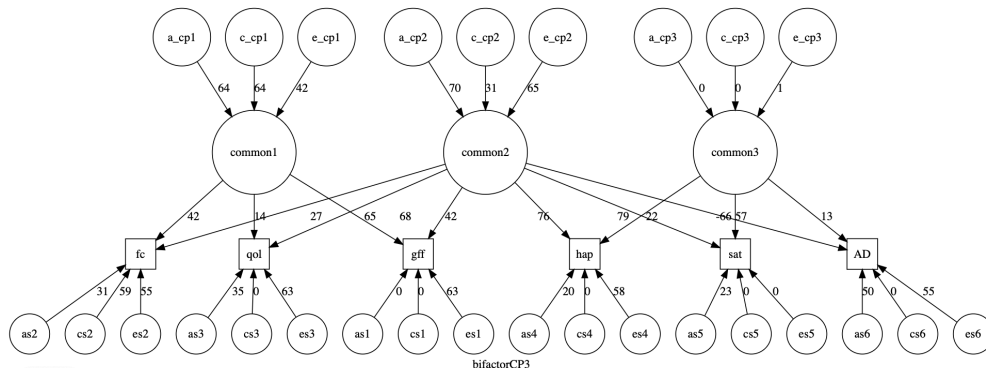 a_cp1 c_cp1 e_cp1 a_cp2 c_cp2 e_cp2 a_cp3 c_cp3 e_cp3
64 64 42 70 31 65 0 0 1
common1 common2 common3
42 14 27 65 68 42 76 79 22 -66 57 13
fc qol gff hap sat AD
31 59 55 35 0 63 0 0 63 20 0 58 23 0 0 50 0 55
as2 cs2 es2 as3 cs3 es3 as1 cs1 es1 as4 cs4 es4 as5 cs5 es5 as6 cs6 es6
bifactorCP3